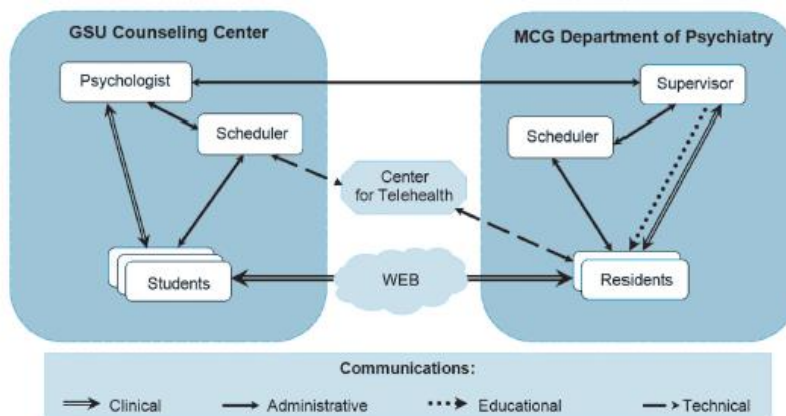 GSU Counseling Center
MCG Department of Psychiatry
Psychologist
Supervisor
Scheduler
Scheduler
Center
for Telehealth
Students
WEB
Residents
Communications:
Clinical
Administrative
Educational
Technical